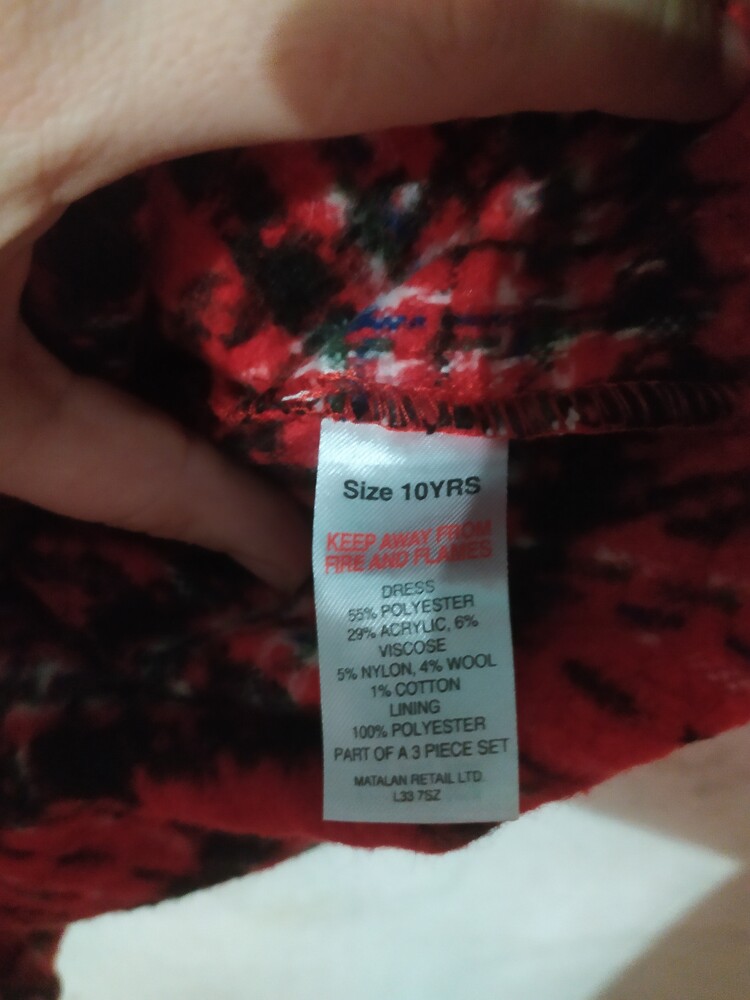 Size 10YRS
KEEP AWAY FROM
FIRE AND FLAMES
DRESS
55% POLYESTER
29% ACRYLIC, 6%
VISCOSE
5% NYLON, 4% WOOL
1% COTTON
LINING
100% POLYESTER
PART OF A 3 PIECE SET
MATALAN RETAIL LTD.
L33 7SZ